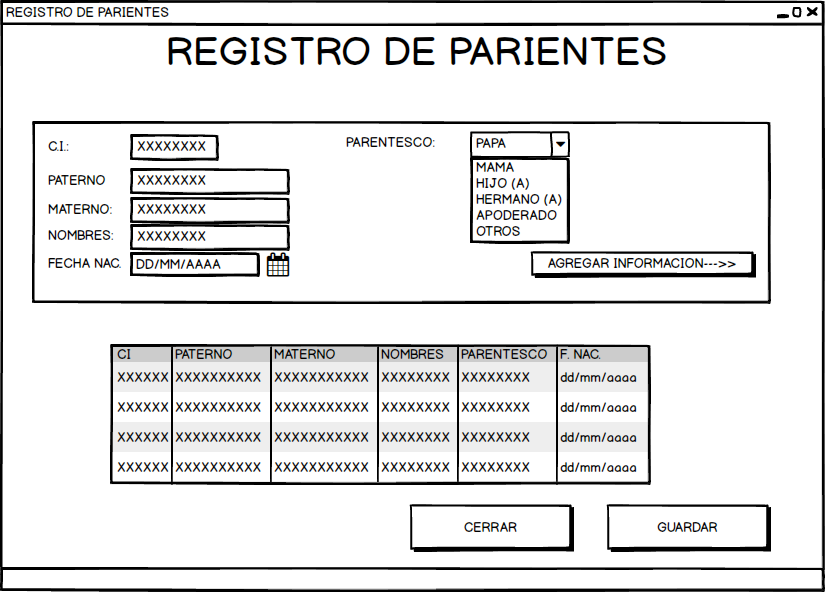 REGISTRO DE PARIENTES
REGISTRO DE PARIENTES
C.I.: XXXXXXXX PARENTESCO: PAPA
MAMA
PATERNO XXXXXXXX HIJO (A)
HERMANO (A)
MATERNO: XXXXXXXX APODERADO
NOMBRES: XXXXXXXX OTROS
FECHA NAC. DD/MM/AAAA AGREGAR INFORMACION--->>
CI PATERNO MATERNO NOMBRES PARENTESCO F. NAC.
XXXXXX XXXXXXXXXX XXXXXXXXXXX XXXXXXXX XXXXXXXX dd/mm/aaaa
XXXXXX XXXXXXXXXX XXXXXXXXXXX XXXXXXXX XXXXXXXX dd/mm/aaaa
XXXXXX XXXXXXXXXX XXXXXXXXXXX XXXXXXXX XXXXXXXX dd/mm/aaaa
XXXXXX XXXXXXXXXX XXXXXXXXXXX XXXXXXXX XXXXXXXX dd/mm/aaaa
CERRAR GUARDAR